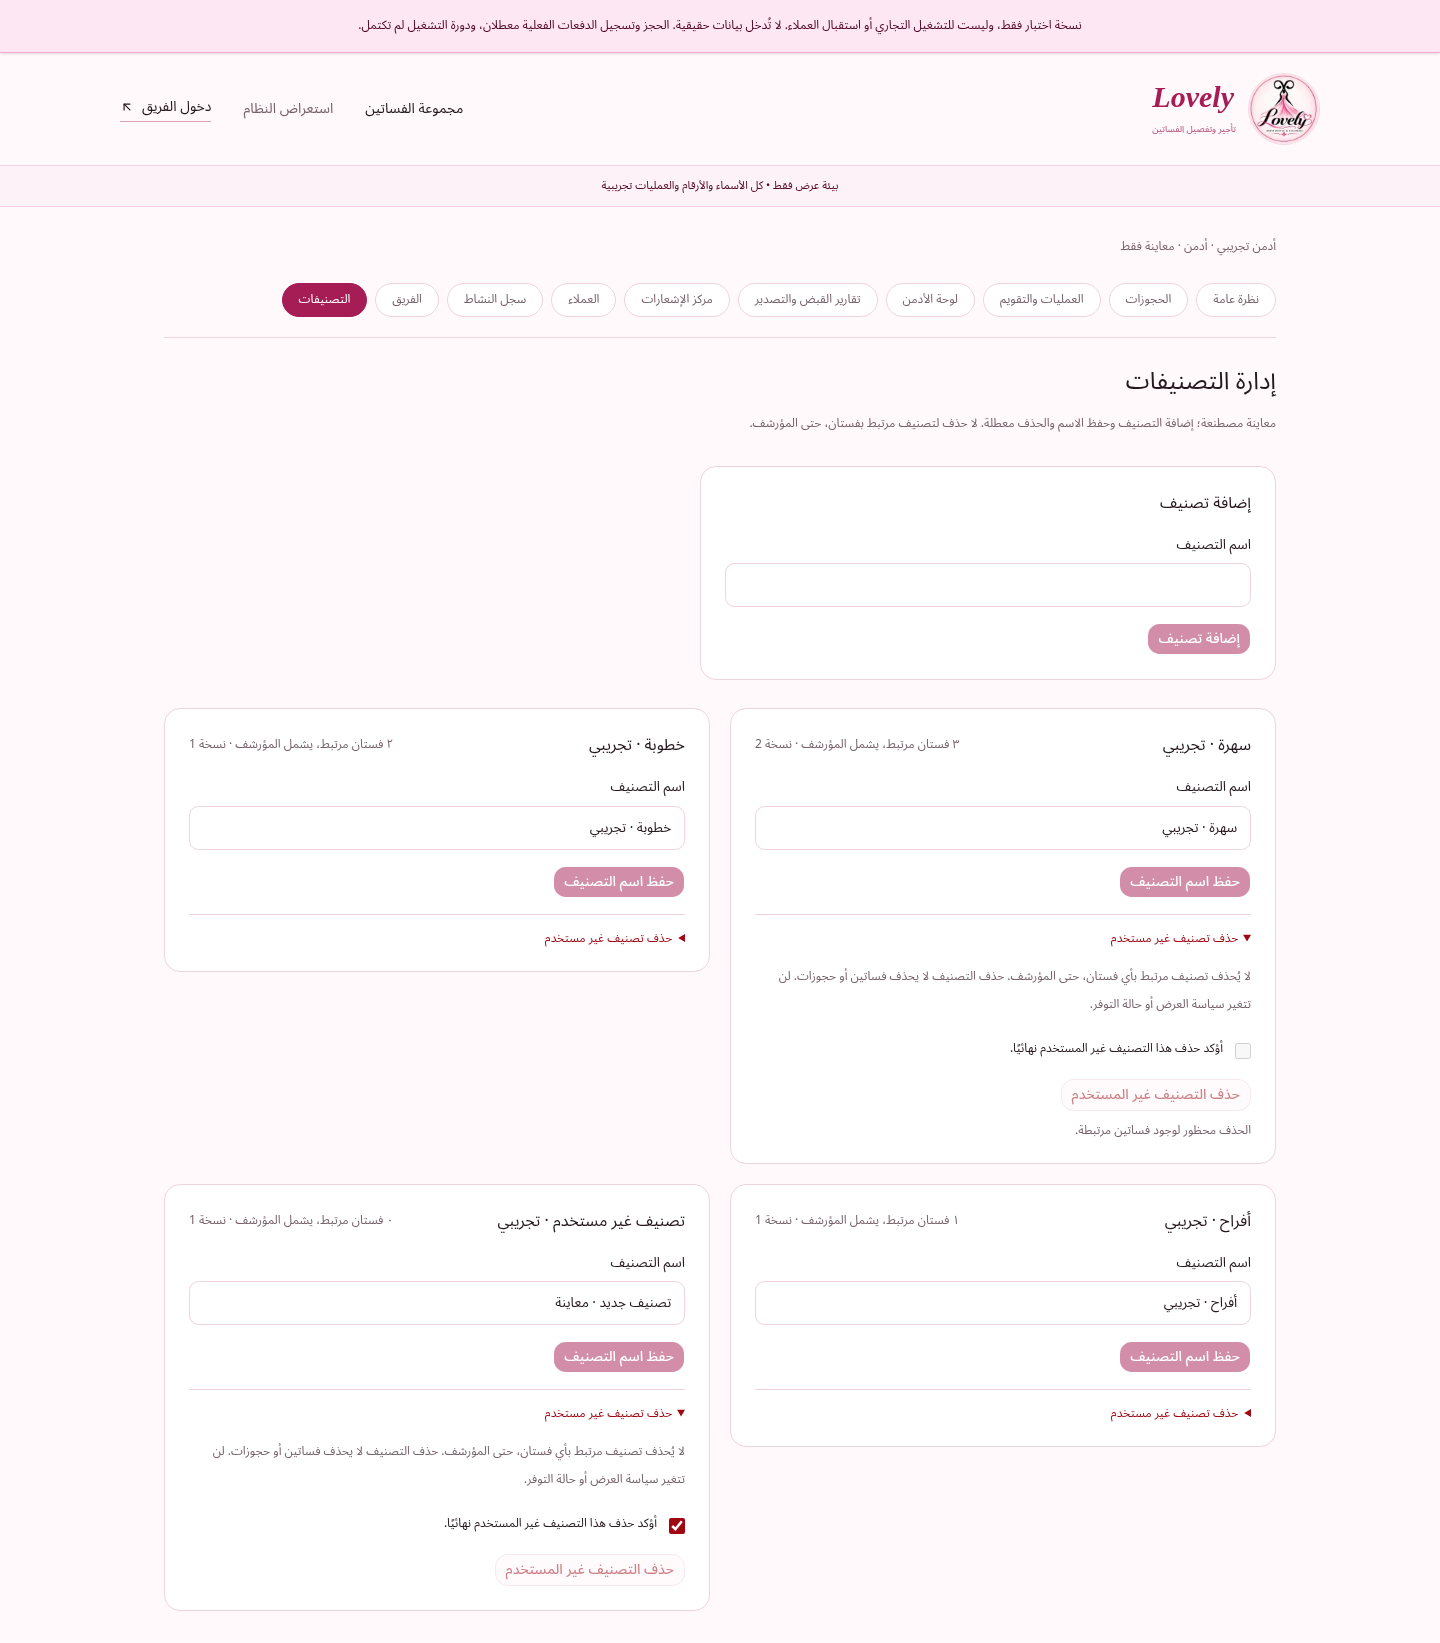 نسخة اختبار فقط، وليست للتشغيل التجاري أو استقبال العملاء. لا تُدخل بيانات حقيقية. الحجز وتسجيل الدفعات الفعلية معطلان، ودورة التشغيل لم تكتمل.
Lovely
Lovely
تأجير وتفصيل الفساتين
مجموعة الفساتين
استعراض النظام
دخول الفريق
بيئة عرض فقط • كل الأسماء والأرقام والعمليات تجريبية
أدمن تجريبي · أدمن · معاينة فقط
نظرة عامة
الحجوزات
العمليات والتقويم
لوحة الأدمن
تقارير القبض والتصدير
مركز الإشعارات
العملاء
سجل النشاط
الفريق
التصنيفات
إدارة التصنيفات
معاينة مصطنعة؛ إضافة التصنيف وحفظ الاسم والحذف معطلة. لا حذف لتصنيف مرتبط بفستان، حتى المؤرشف.
إضافة تصنيف
اسم التصنيف
إضافة تصنيف
سهرة · تجريبي
٣ فستان مرتبط، يشمل المؤرشف · نسخة 2
اسم التصنيف
سهرة · تجريبي
حفظ اسم التصنيف
حذف تصنيف غير مستخدم
لا يُحذف تصنيف مرتبط بأي فستان، حتى المؤرشف. حذف التصنيف لا يحذف فساتين أو حجوزات. لن
تتغير سياسة العرض أو حالة التوفر.
أؤكد حذف هذا التصنيف غير المستخدم نهائيًا.
حذف التصنيف غير المستخدم
الحذف محظور لوجود فساتين مرتبطة.
خطوبة · تجريبي
٢ فستان مرتبط، يشمل المؤرشف · نسخة 1
اسم التصنيف
خطوبة · تجريبي
حفظ اسم التصنيف
حذف تصنيف غير مستخدم
أفراح · تجريبي
١ فستان مرتبط، يشمل المؤرشف · نسخة 1
اسم التصنيف
أفراح · تجريبي
حفظ اسم التصنيف
حذف تصنيف غير مستخدم
تصنيف غير مستخدم · تجريبي
٠ فستان مرتبط، يشمل المؤرشف · نسخة 1
اسم التصنيف
تصنيف جديد · معاينة
حفظ اسم التصنيف
حذف تصنيف غير مستخدم
لا يُحذف تصنيف مرتبط بأي فستان، حتى المؤرشف. حذف التصنيف لا يحذف فساتين أو حجوزات. لن
تتغير سياسة العرض أو حالة التوفر.
أؤكد حذف هذا التصنيف غير المستخدم نهائيًا.
حذف التصنيف غير المستخدم